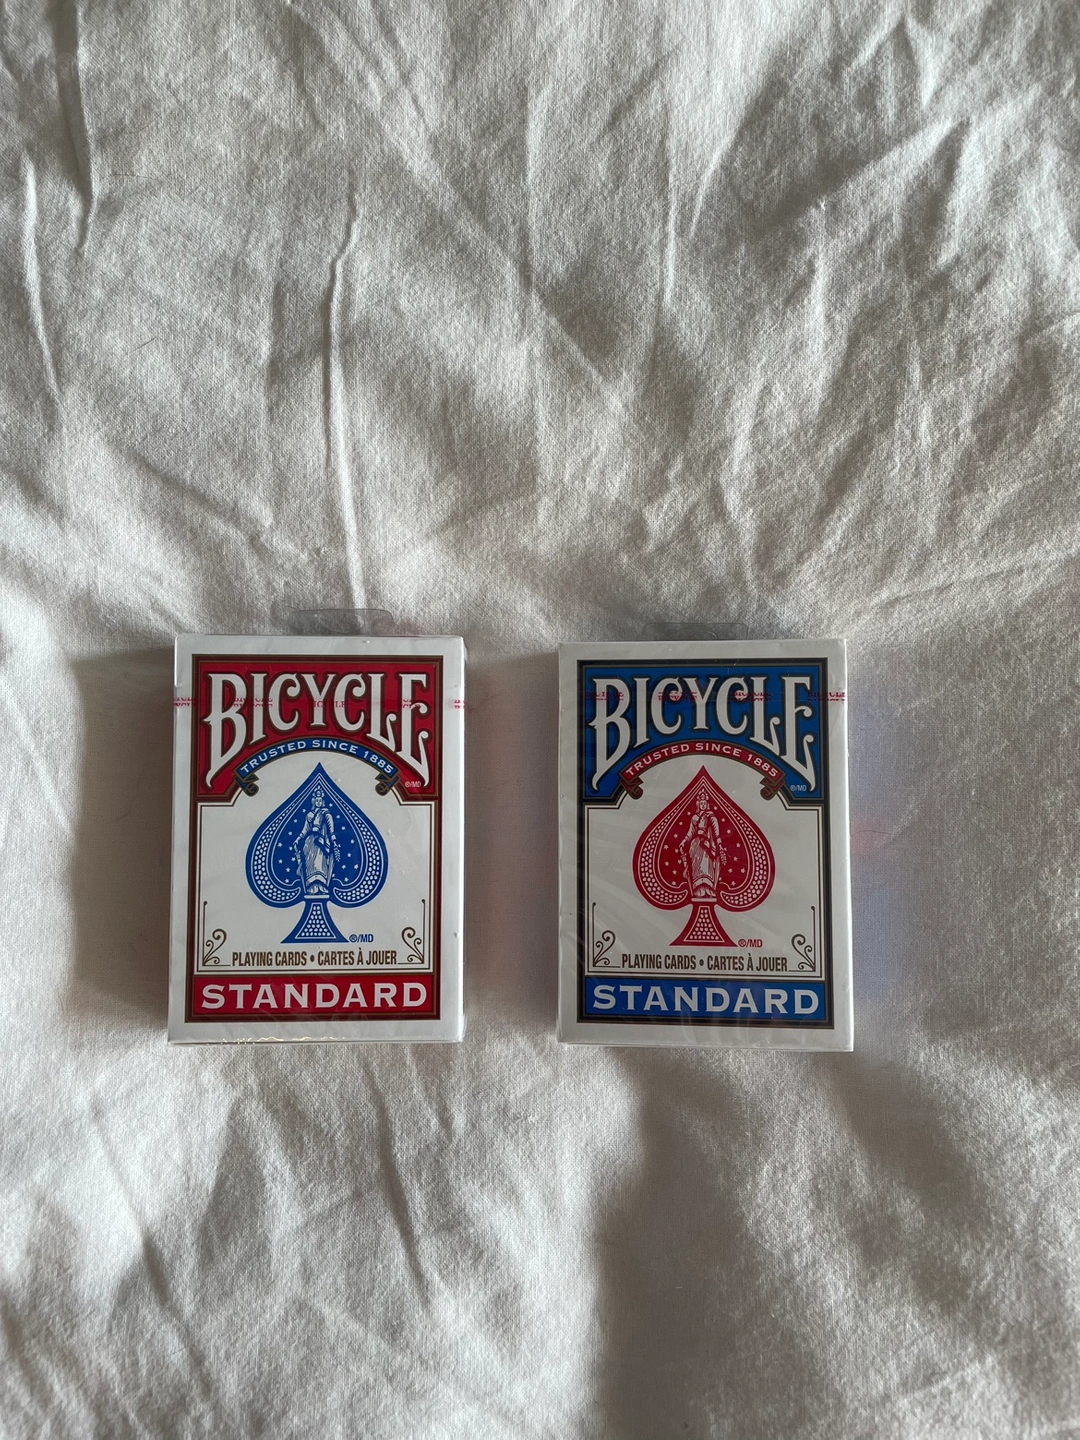 BICYCLE
TRUSTED SINCE 1885
®/MD
®/MD
PLAYING CARDS • CARTES À JOUER
STANDARD
BICYCLE
TRUSTED SINCE 1885
®/MD
®/MD
PLAYING CARDS • CARTES À JOUER
STANDARD